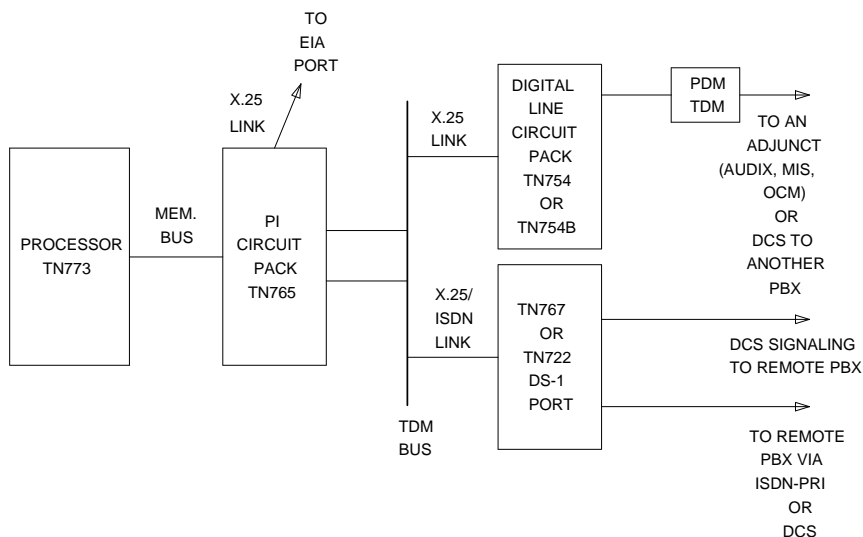 TO
EIA
PORT
X.25
LINK
PROCESSOR
TN773
MEM.
BUS
PI
CIRCUIT
PACK
TN765
TDM
BUS
X.25
LINK
X.25/
ISDN
LINK
DIGITAL
LINE
CIRCUIT
PACK
TN754
OR
TN754B
TN767
OR
TN722
DS-1
PORT
PDM
TDM
TO AN
ADJUNCT
(AUDIX, MIS,
OCM)
OR
DCS TO
ANOTHER
PBX
DCS SIGNALING
TO REMOTE PBX
TO REMOTE
PBX VIA
ISDN-PRI
OR
DCS